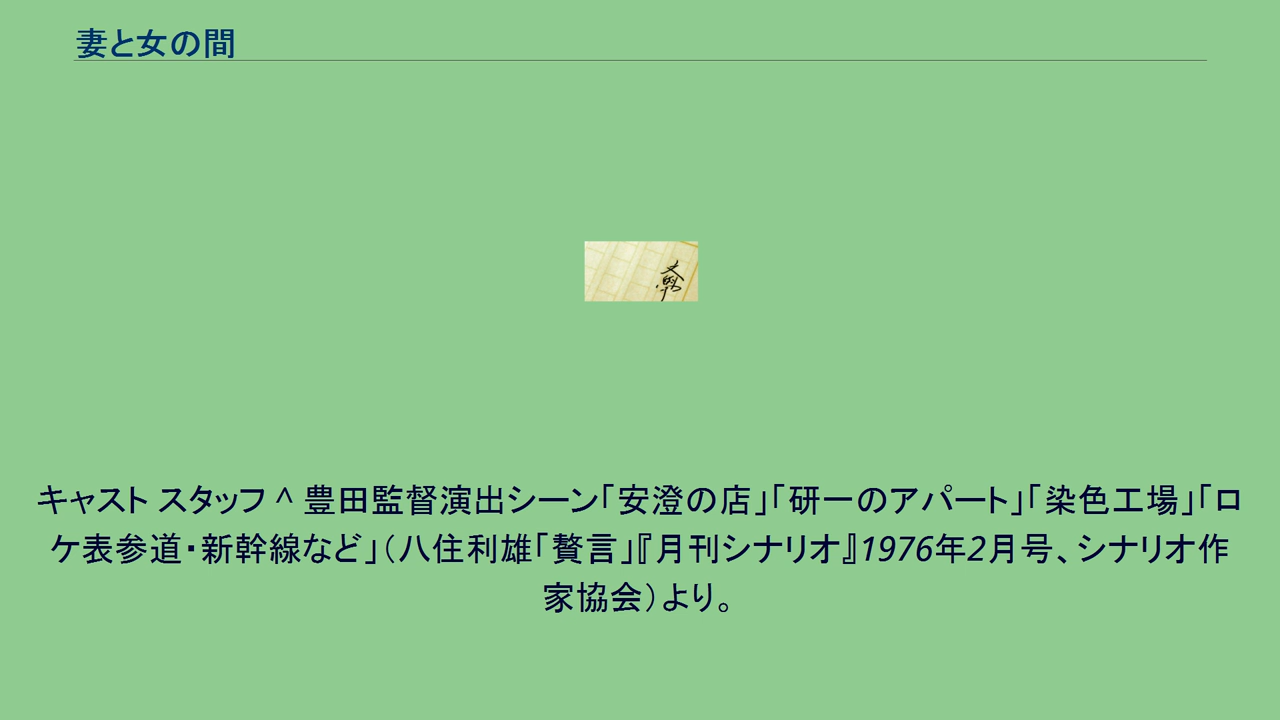 妻と女の間
キャスト スタッフ ^ 豊田監督演出シーン「安澄の店」「研一のアパート」「染色工場」「ロ
ケ表参道・新幹線など」（八住利雄「贅言」『月刊シナリオ』1976年2月号、シナリオ作
家協会）より。